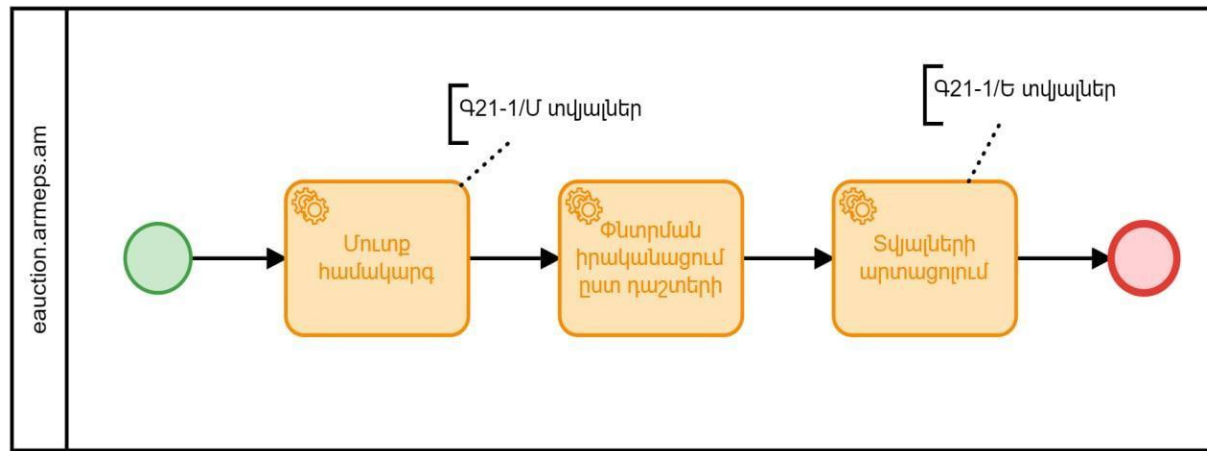 eauction.armeps.am
Գ21-1/Մ տվյալներ
Գ21-1/Ե տվյալներ
Մուտք
համակարգ
Փնտրման
իրականացում
ըստ դաշտերի
Տվյալների
արտացոլում